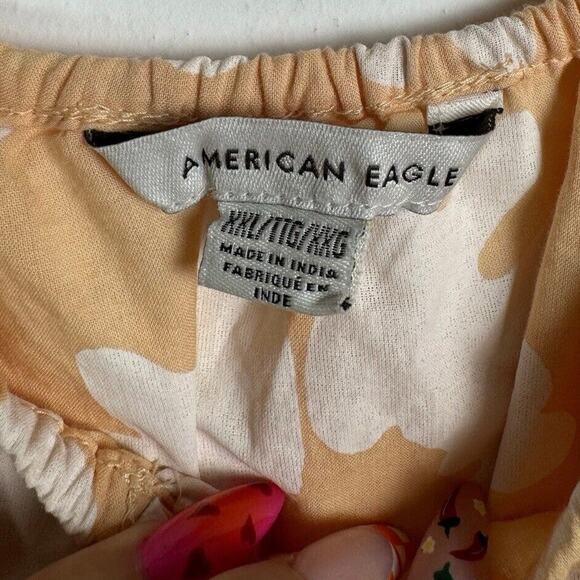 AMERICAN EAGLE
XXL/TTG/XXG
MADE IN INDIA
FABRIQUÉ EN
INDE